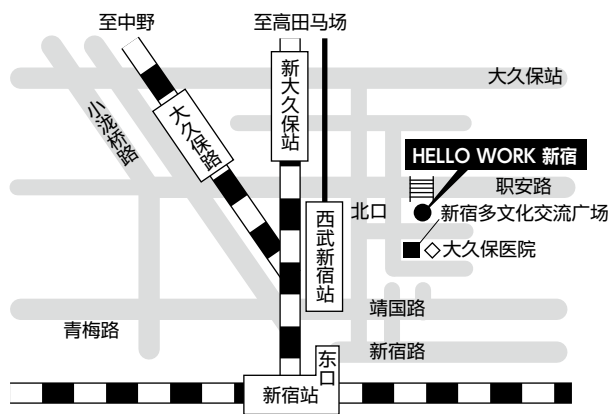 至中野
至高田马场
大久保站
新大久保站
小泷桥路
大久保路
HELLO WORK 新宿
职安路
北口
新宿多文化交流广场
西武新宿站
大久保医院
靖国路
青梅路
新宿路
东口
新宿站